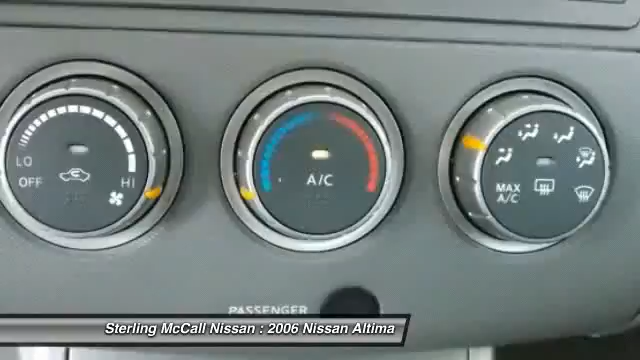 LO
OFF
HI
A/C
MAX
A/C
PASSENGER
Sterling McCall Nissan : 2006 Nissan Altima